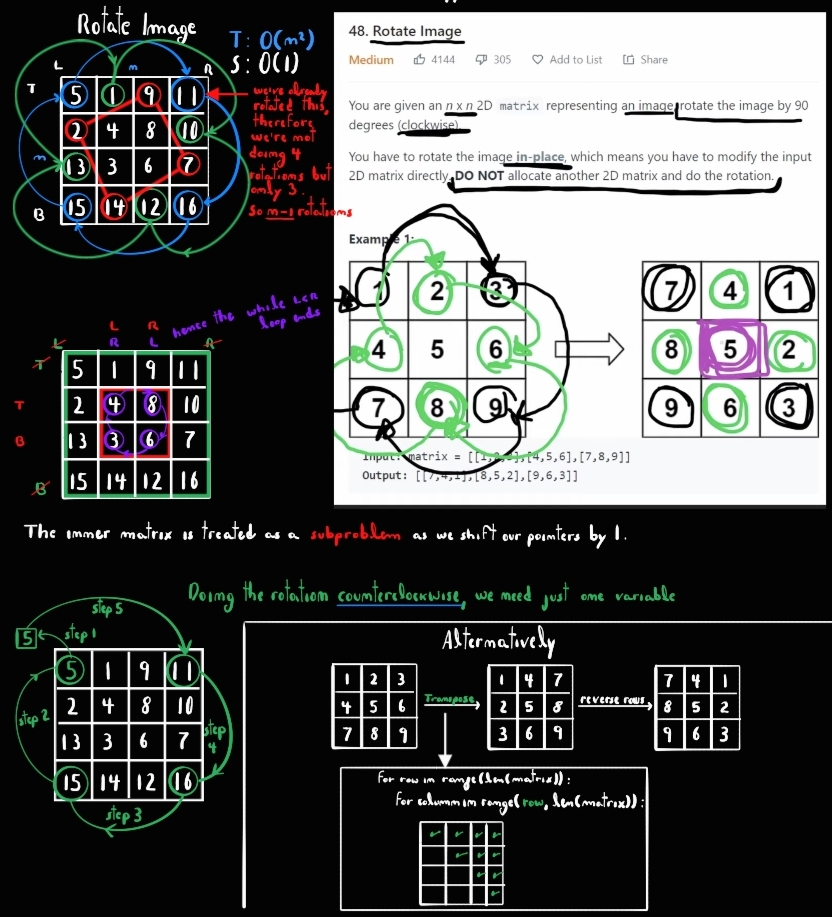 Rotate Image
T: O(n²)
S: O(1)
L n R
T 5 1 9 11
2 4 8 10
n 13 3 6 7
B 15 14 12 16
we've already
rotated this,
therefore
we're not
doing 4
rotations but
only 3.
So n-1 rotations
48. Rotate Image
Medium 4144 305 Add to List Share
You are given an n x n 2D matrix representing an image, rotate the image by 90
degrees (clockwise).
You have to rotate the image in-place, which means you have to modify the input
2D matrix directly. DO NOT allocate another 2D matrix and do the rotation.
Example 1:
1 2 3
4 5 6
7 8 9
7 4 1
8 5 2
9 6 3
Input: matrix = [[1,2,3],[4,5,6],[7,8,9]]
Output: [[7,4,1],[8,5,2],[9,6,3]]
hence the while L<R
loop ends
L R
L R L R
T 5 1 9 11
T 2 4 8 10
B 13 3 6 7
B 15 14 12 16
The inner matrix is treated as a subproblem as we shift our pointers by 1.
Doing the rotation counterclockwise, we need just one variable
step 5
5 step 1
5 1 9 11
step 2 2 4 8 10
step 4
13 3 6 7
15 14 12 16
step 3
Alternatively
1 2 3
4 5 6
7 8 9
Transpose
1 4 7
2 5 8
3 6 9
reverse rows
7 4 1
8 5 2
9 6 3
For row in range(len(matrix)):
For column in range(row, len(matrix)):